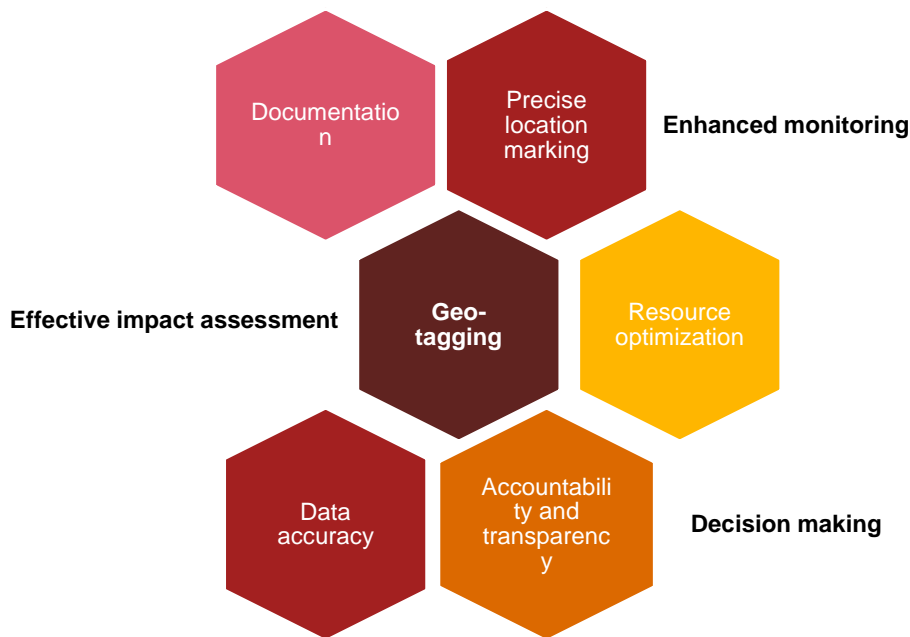 Documentatio
n
Precise
location
marking
Enhanced monitoring
Effective impact assessment
Geo-
tagging
Resource
optimization
Data
accuracy
Accountabili
ty and
transparenc
y
Decision making